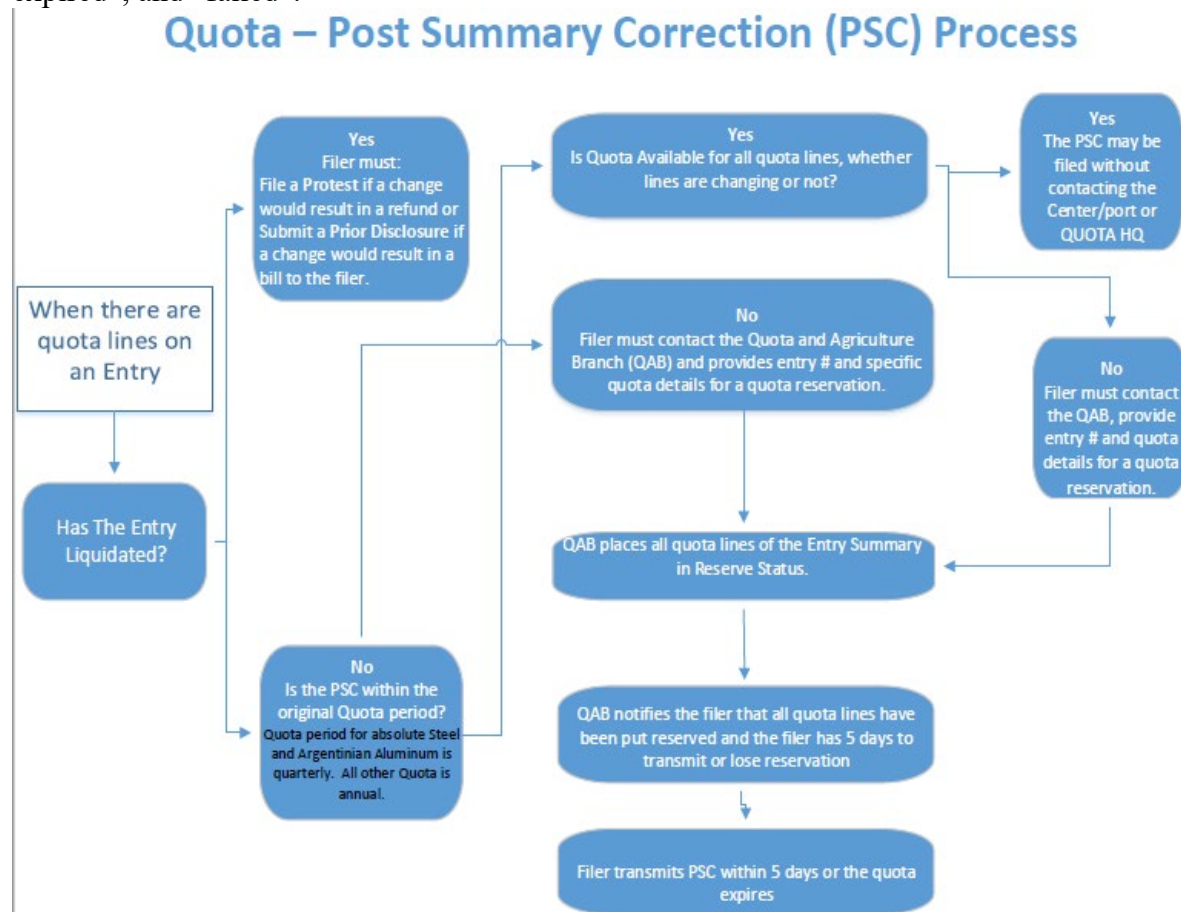 Quota – Post Summary Correction (PSC) Process
When there are
quota lines on
an Entry
Has The Entry
Liquidated?
Yes
Filer must:
File a Protest if a change
would result in a refund or
Submit a Prior Disclosure if
a change would result in a
bill to the filer.
No
Is the PSC within the
original Quota period?
Quota period for absolute Steel
and Argentinian Aluminum is
quarterly. All other Quota is
annual.
Yes
Is Quota Available for all quota lines, whether
lines are changing or not?
No
Filer must contact the Quota and Agriculture
Branch (QAB) and provides entry # and specific
quota details for a quota reservation.
Yes
The PSC may be
filed without
contacting the
Center/port or
QUOTA HQ
No
Filer must contact
the QAB, provide
entry # and quota
details for a quota
reservation.
QAB places all quota lines of the Entry Summary
in Reserve Status.
QAB notifies the filer that all quota lines have
been put reserved and the filer has 5 days to
transmit or lose reservation
Filer transmits PSC within 5 days or the quota
expires